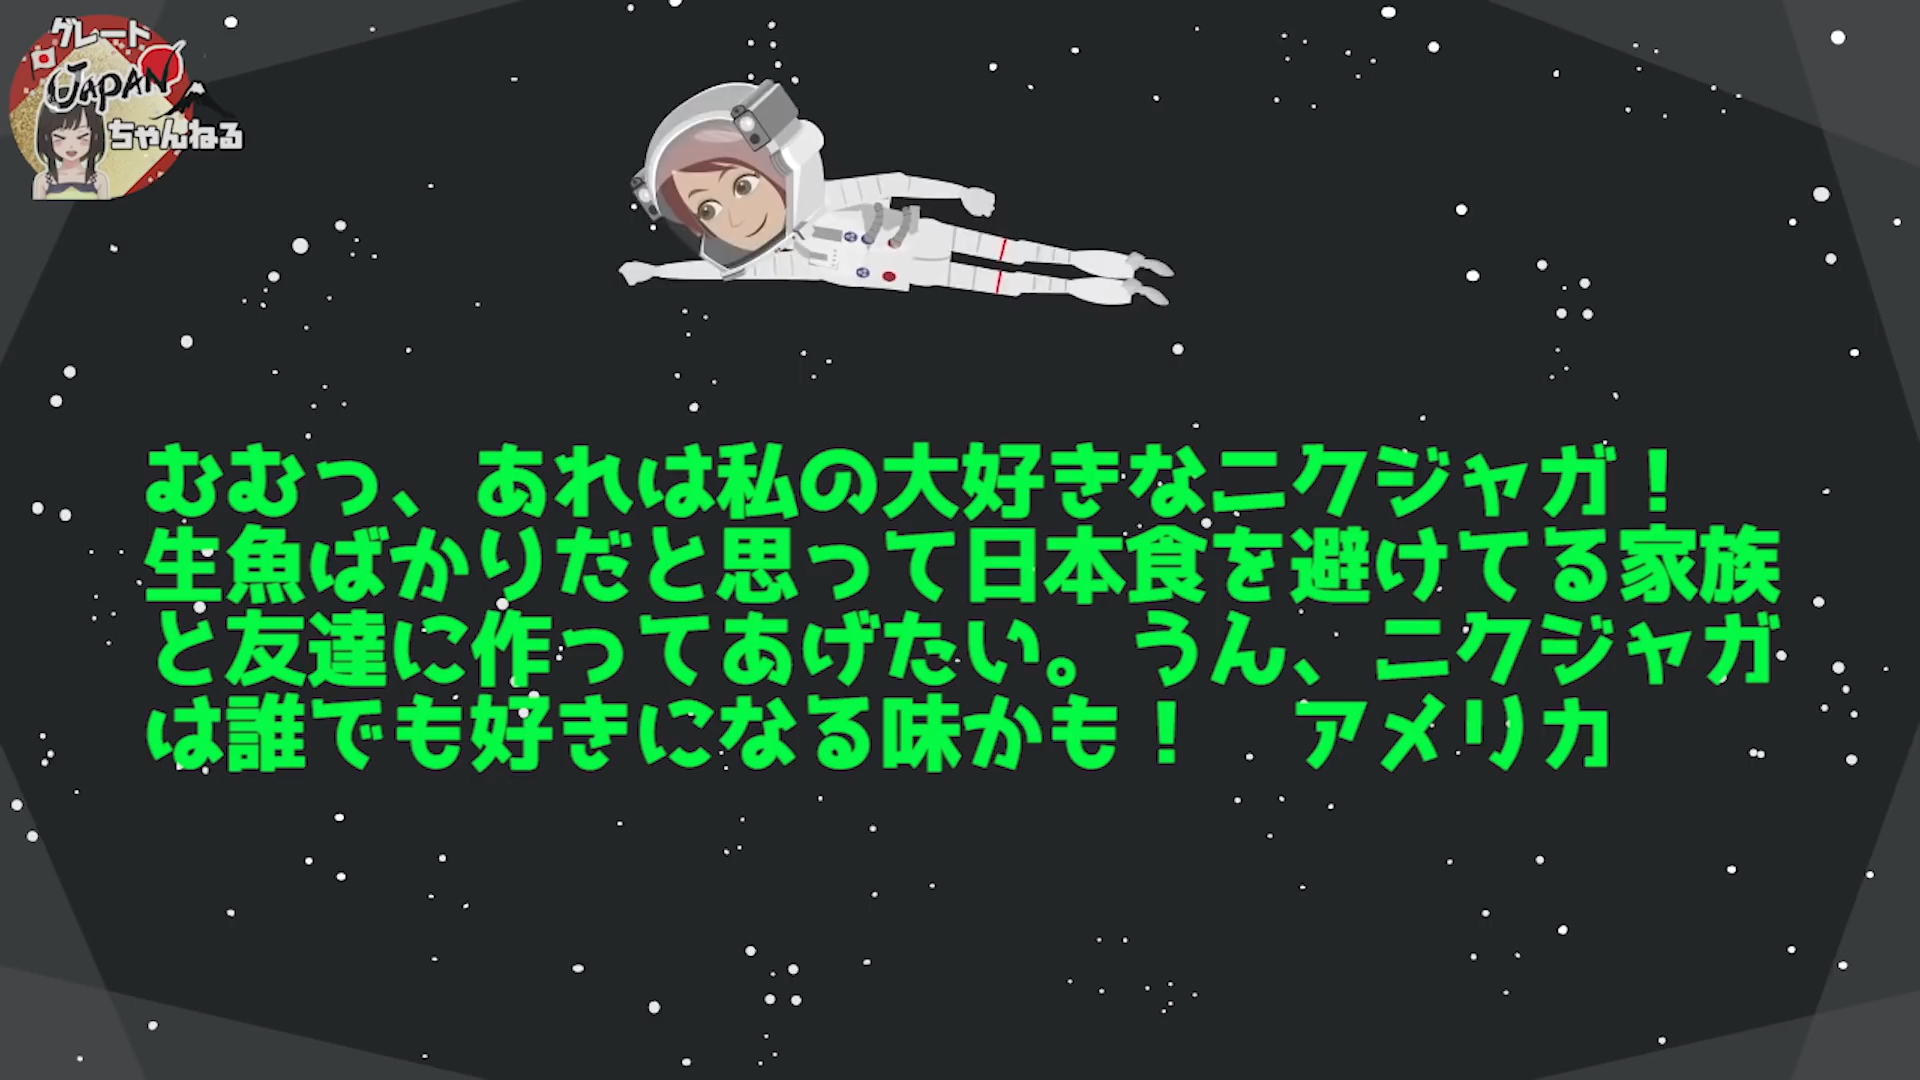 グレート
JAPAN
ちゃんねる
むむっ、あれは私の大好きなニクジャガ！
生魚ばかりだと思って日本食を避けてる家族
と友達に作ってあげたい。うん、ニクジャガ
は誰でも好きになる味かも！　アメリカ